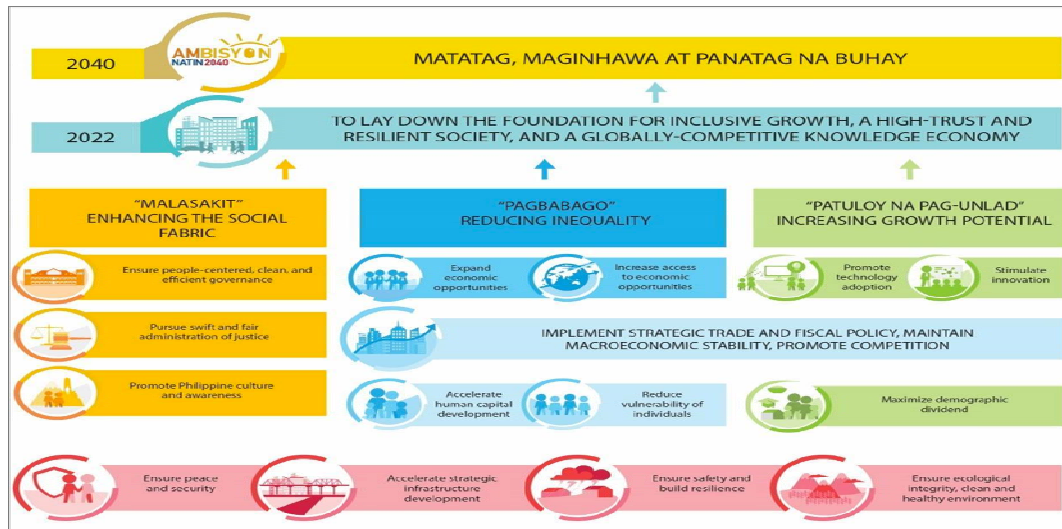 2040
AMBISYON
NATIN2040
MATATAG, MAGINHAWA AT PANATAG NA BUHAY
2022
TO LAY DOWN THE FOUNDATION FOR INCLUSIVE GROWTH, A HIGH-TRUST AND
RESILIENT SOCIETY, AND A GLOBALLY-COMPETITIVE KNOWLEDGE ECONOMY
“MALASAKIT”
ENHANCING THE SOCIAL
FABRIC
“PAGBABAGO”
REDUCING INEQUALITY
“PATULOY NA PAG-UNLAD”
INCREASING GROWTH POTENTIAL
Ensure people-centered, clean, and
efficient governance
Pursue swift and fair
administration of justice
Promote Philippine culture
and awareness
Expand
economic
opportunities
Increase access
to economic
opportunities
Promote
technology
adoption
Stimulate
innovation
IMPLEMENT STRATEGIC TRADE AND FISCAL POLICY, MAINTAIN
MACROECONOMIC STABILITY, PROMOTE COMPETITION
Accelerate
human capital
development
Reduce
vulnerability of
individuals
Maximize demographic
dividend
Ensure peace
and security
Accelerate strategic
infrastructure
development
Ensure safety and
build resilience
Ensure ecological
integrity, clean and
healthy environment